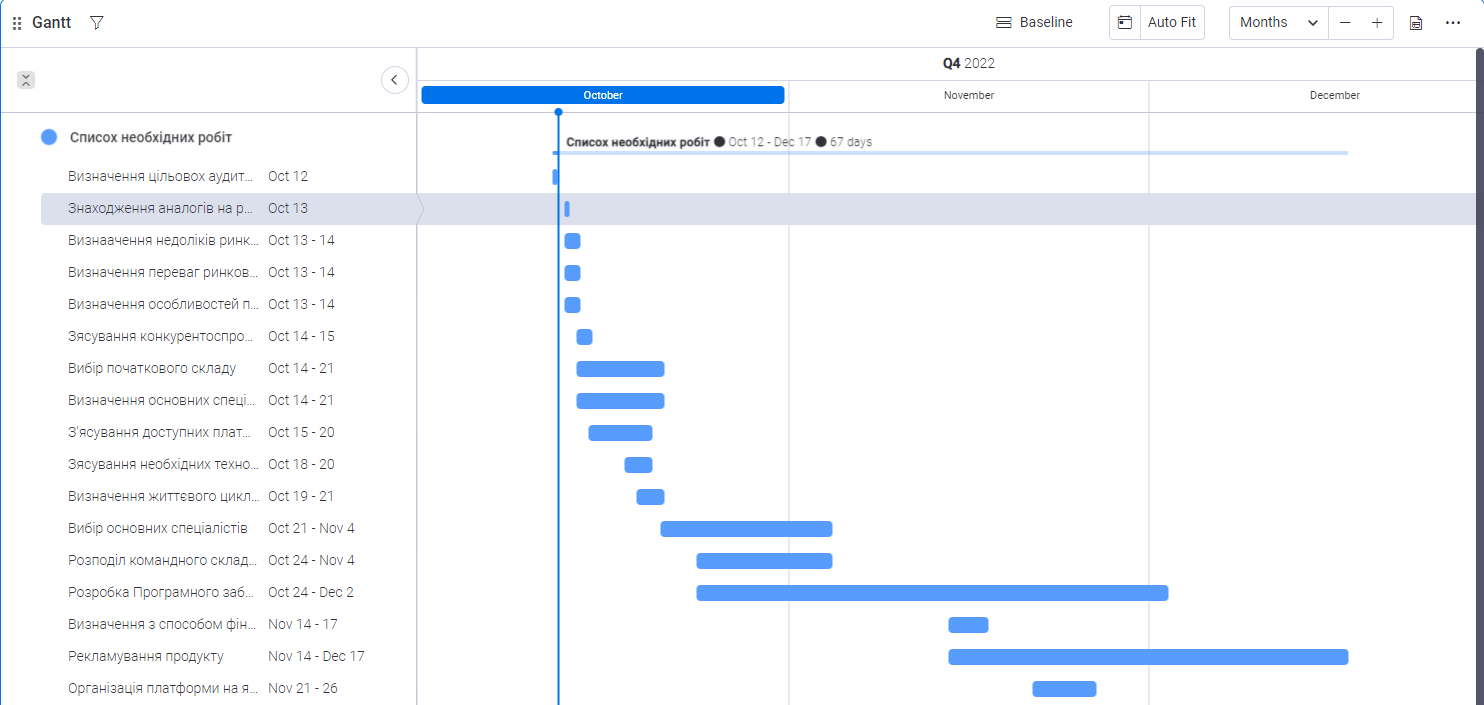 Gantt
Baseline
Auto Fit
Months
Q4 2022
October
November
December
Список необхідних робіт
Список необхідних робіт ● Oct 12 - Dec 17 ● 67 days
Визначення цільовох аудит... Oct 12
Знаходження аналогів на р... Oct 13
Визнаачення недоліків ринк... Oct 13 - 14
Визначення переваг ринков... Oct 13 - 14
Визначення особливостей п... Oct 13 - 14
Зясування конкурентоспро... Oct 14 - 15
Вибір початкового складу Oct 14 - 21
Визначення основних спеці... Oct 14 - 21
З'ясування доступних плат... Oct 15 - 20
Зясування необхідних техно... Oct 18 - 20
Визначення життєвого цикл... Oct 19 - 21
Вибір основних спеціалістів Oct 21 - Nov 4
Розподіл командного склад... Oct 24 - Nov 4
Розробка Програмного заб... Oct 24 - Dec 2
Визначення з способом фін... Nov 14 - 17
Рекламування продукту Nov 14 - Dec 17
Організація платформи на я... Nov 21 - 26